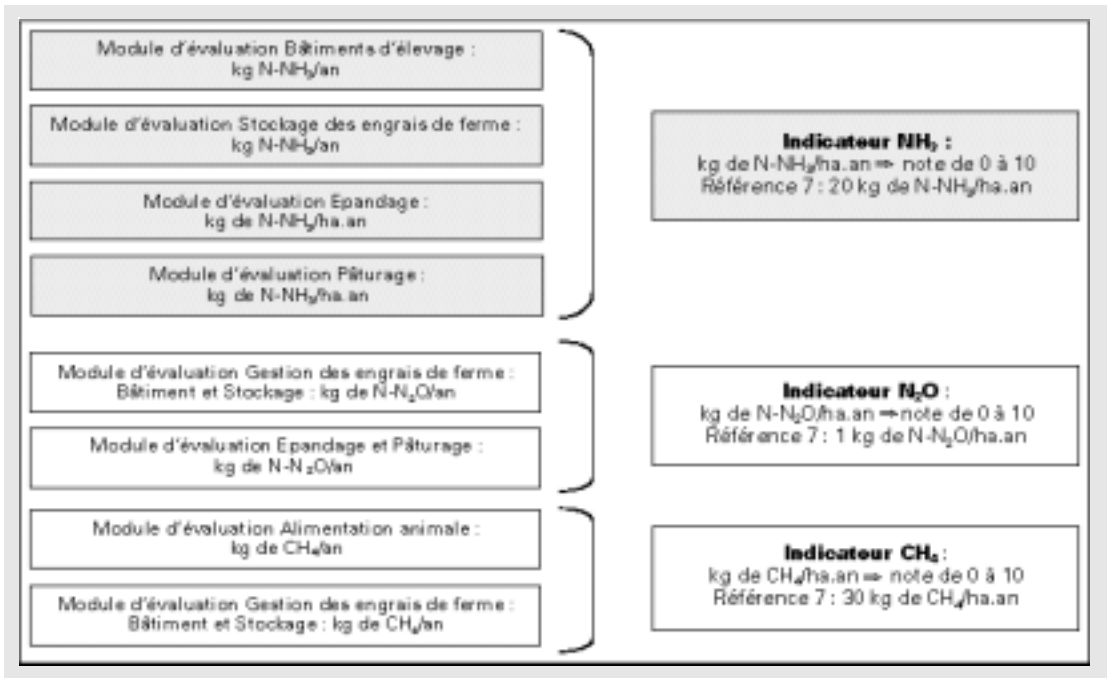 Module d'évaluation Bâtiments d'élevage :
kg N-NH₃/an
Module d'évaluation Stockage des engrais de ferme :
kg N-NH₃/an
Module d'évaluation Epandage :
kg de N-NH₃/ha.an
Module d'évaluation Pâturage :
kg de N-NH₃/ha.an
Indicateur NH₃ :
kg de N-NH₃/ha.an ⇒ note de 0 à 10
Référence 7 : 20 kg de N-NH₃/ha.an
Module d'évaluation Gestion des engrais de ferme :
Bâtiment et Stockage : kg de N-N₂O/an
Module d'évaluation Epandage et Pâturage :
kg de N-N₂O/an
Indicateur N₂O :
kg de N-N₂O/ha.an ⇒ note de 0 à 10
Référence 7 : 1 kg de N-N₂O/ha.an
Module d'évaluation Alimentation animale :
kg de CH₄/an
Module d'évaluation Gestion des engrais de ferme :
Bâtiment et Stockage : kg de CH₄/an
Indicateur CH₄ :
kg de CH₄/ha.an ⇒ note de 0 à 10
Référence 7 : 30 kg de CH₄/ha.an